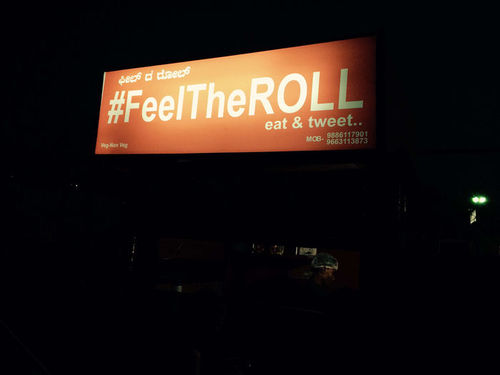 ಫೀಲ್ ದ ರೋಲ್
#FeelTheROLL
eat & tweet..
Veg-Non Veg
MOB- 9886117901
9663113873